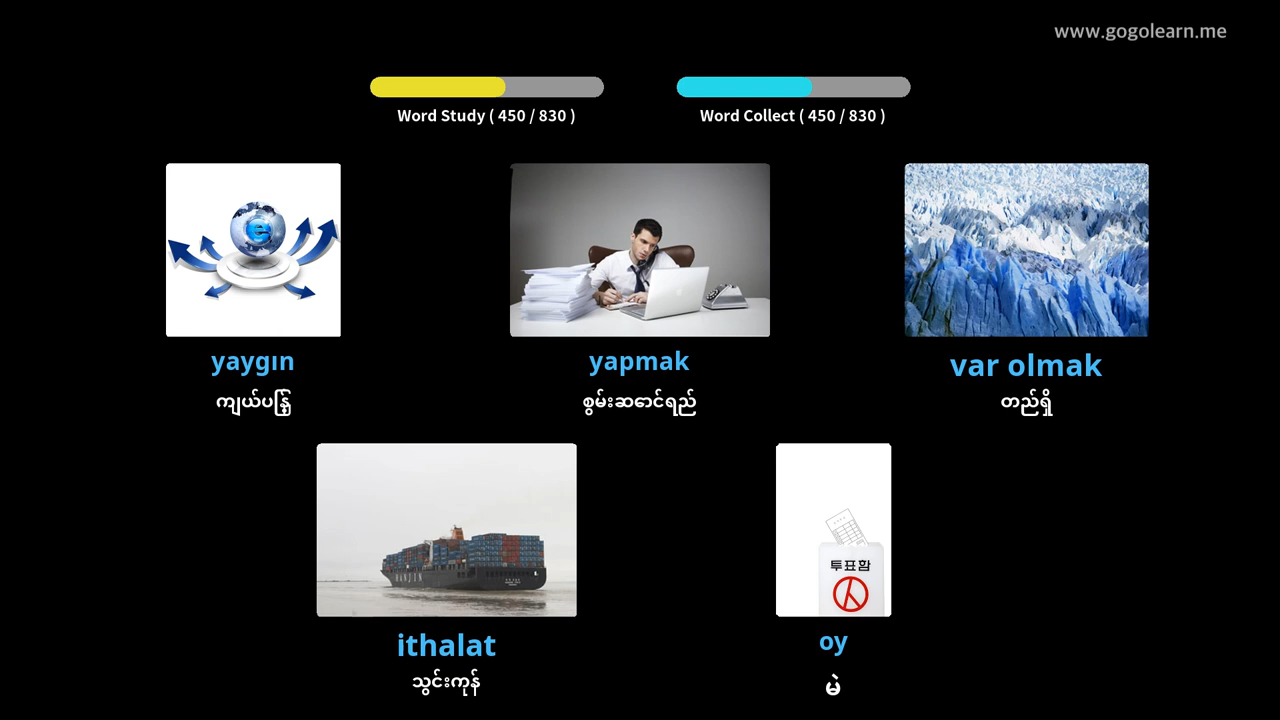 www.gogolearn.me
Word Study ( 450 / 830 )
Word Collect ( 450 / 830 )
yaygın
ကျယ်ပန့်
yapmak
စွမ်းဆောင်ရည်
var olmak
တည်ရှိ
투표함
ithalat
သွင်းကုန်
oy
မဲ